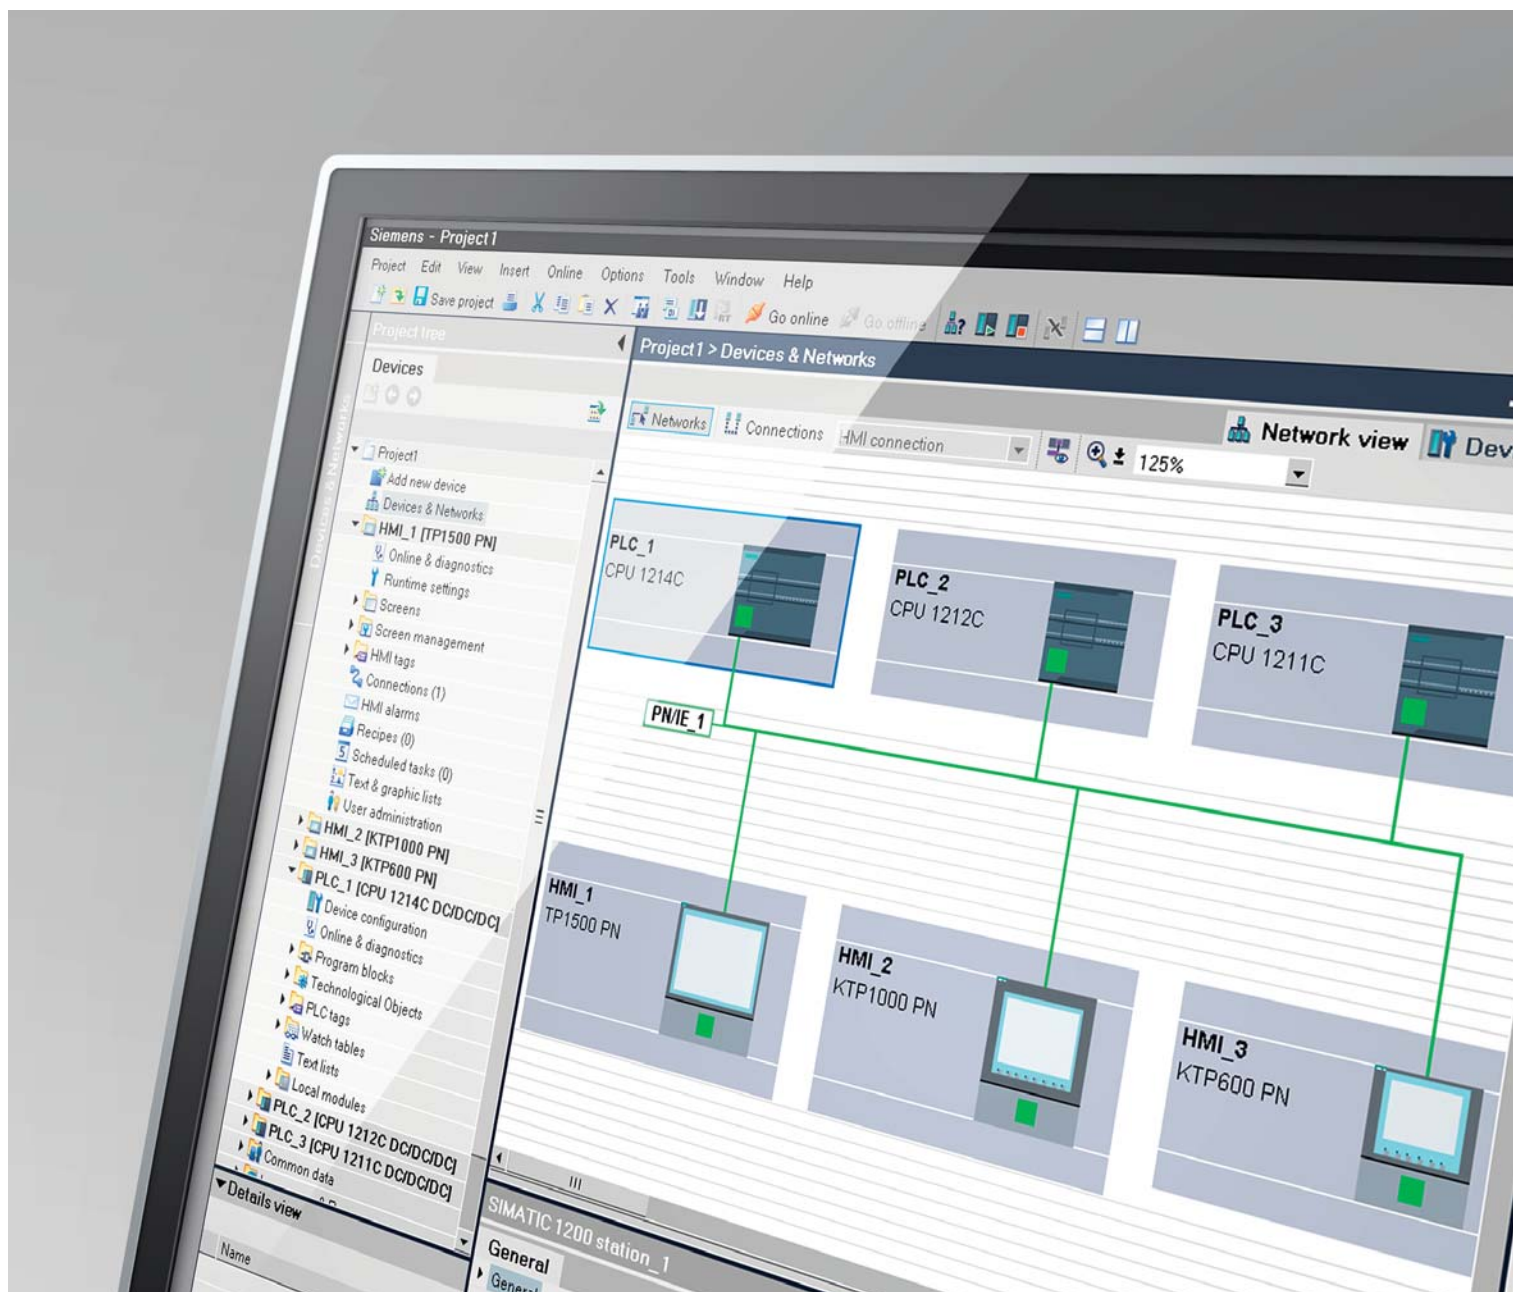 Siemens - Project1
Project Edit View Insert Online Options Tools Window Help
Save project Go online Go offline
Project tree
Project1 > Devices & Networks
Devices
Devices & Networks
Networks Connections HMI connection 125%
Network view Dev
Project1
Add new device
Devices & Networks
HMI_1 [TP1500 PN]
Online & diagnostics
Runtime settings
Screens
Screen management
HMI tags
Connections (1)
HMI alarms
Recipes (0)
Scheduled tasks (0)
Text & graphic lists
User administration
HMI_2 [KTP1000 PN]
HMI_3 [KTP600 PN]
PLC_1 [CPU 1214C DC/DC/DC]
Device configuration
Online & diagnostics
Program blocks
Technological Objects
PLC tags
Watch tables
Text lists
Local modules
PLC_2 [CPU 1212C DC/DC/DC]
PLC_3 [CPU 1211C DC/DC/DC]
Common data
Details view
Name
PLC_1
CPU 1214C
PLC_2
CPU 1212C
PLC_3
CPU 1211C
PN/IE_1
HMI_1
TP1500 PN
HMI_2
KTP1000 PN
HMI_3
KTP600 PN
SIMATIC 1200 station_1
General
General